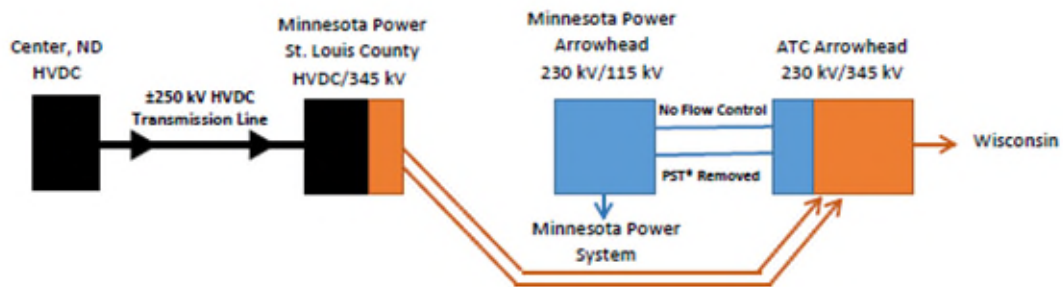 Center, ND
HVDC
±250 kV HVDC
Transmission Line
Minnesota Power
St. Louis County
HVDC/345 kV
Minnesota Power
Arrowhead
230 kV/115 kV
ATC Arrowhead
230 kV/345 kV
No Flow Control
PST* Removed
Wisconsin
Minnesota Power
System